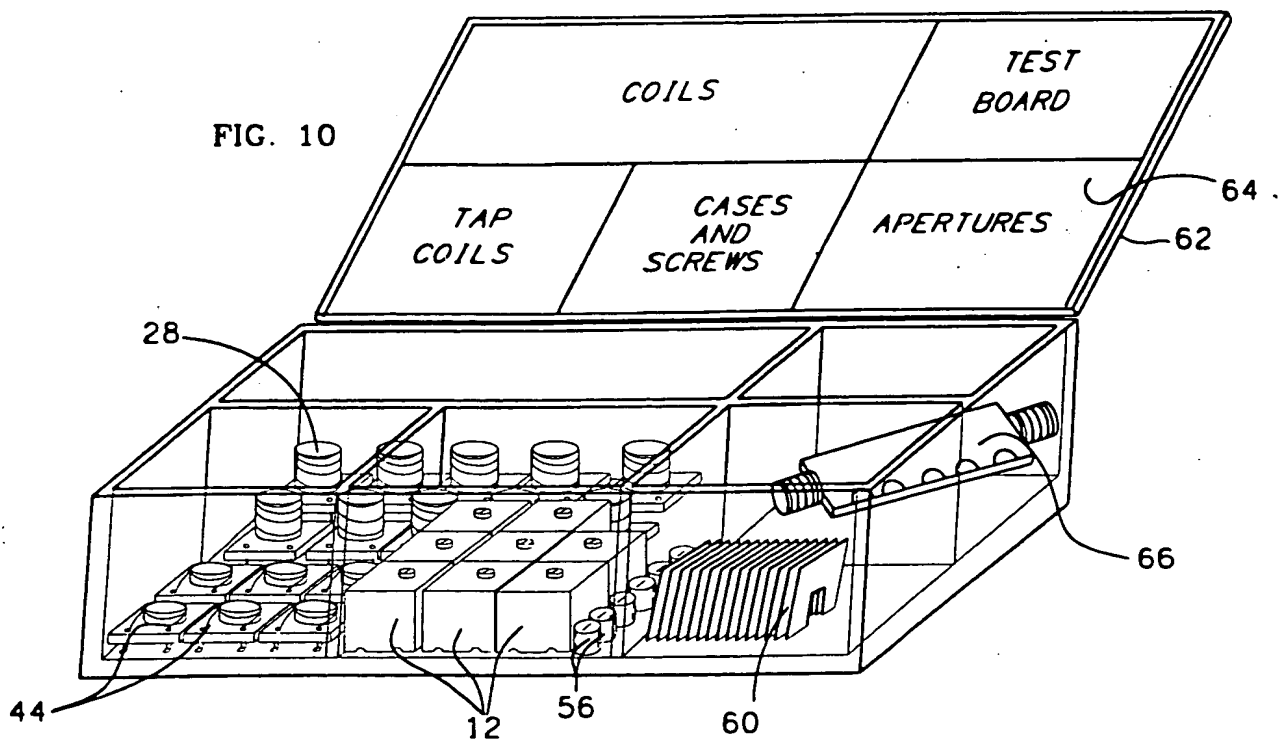 FIG. 10
COILS
TEST
BOARD
TAP
COILS
CASES
AND
SCREWS
APERTURES
64
62
28
66
44
12
56
60